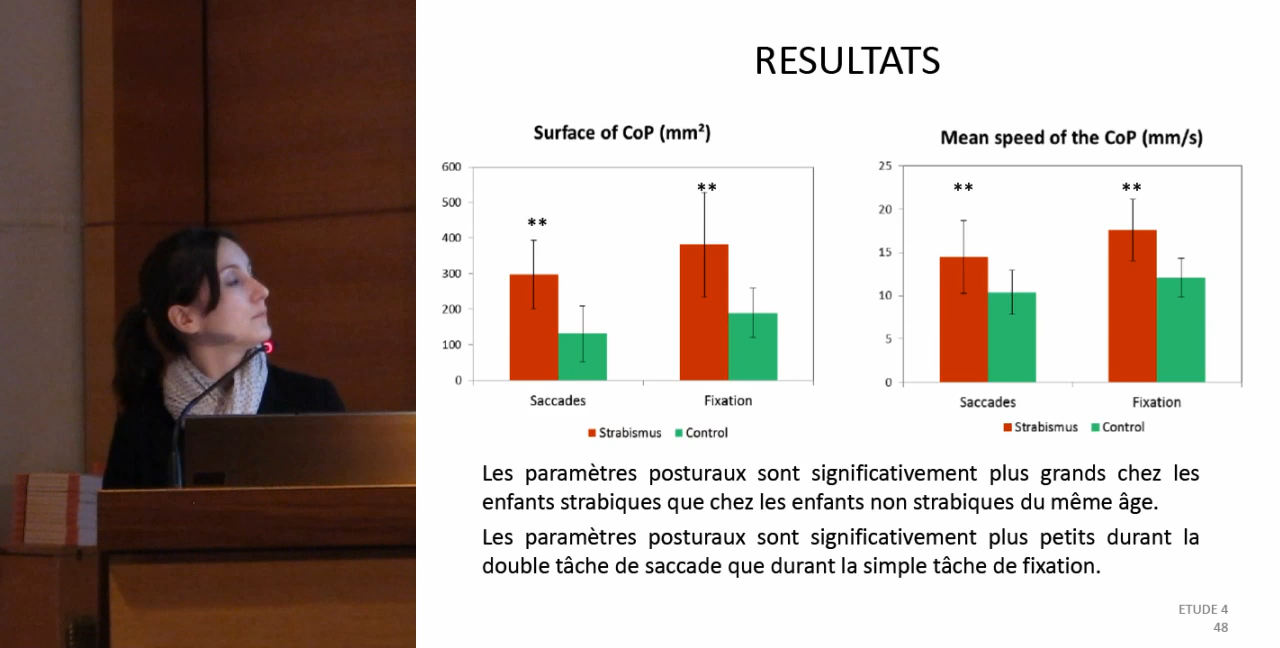 RESULTATS
Surface of CoP (mm²)
600
500
400
300
200
100
0
**
**
Saccades
Fixation
Strabismus
Control
Mean speed of the CoP (mm/s)
25
20
15
10
5
0
**
**
Saccades
Fixation
Strabismus
Control
Les paramètres posturaux sont significativement plus grands chez les
enfants strabiques que chez les enfants non strabiques du même âge.
Les paramètres posturaux sont significativement plus petits durant la
double tâche de saccade que durant la simple tâche de fixation.
ETUDE 4
48